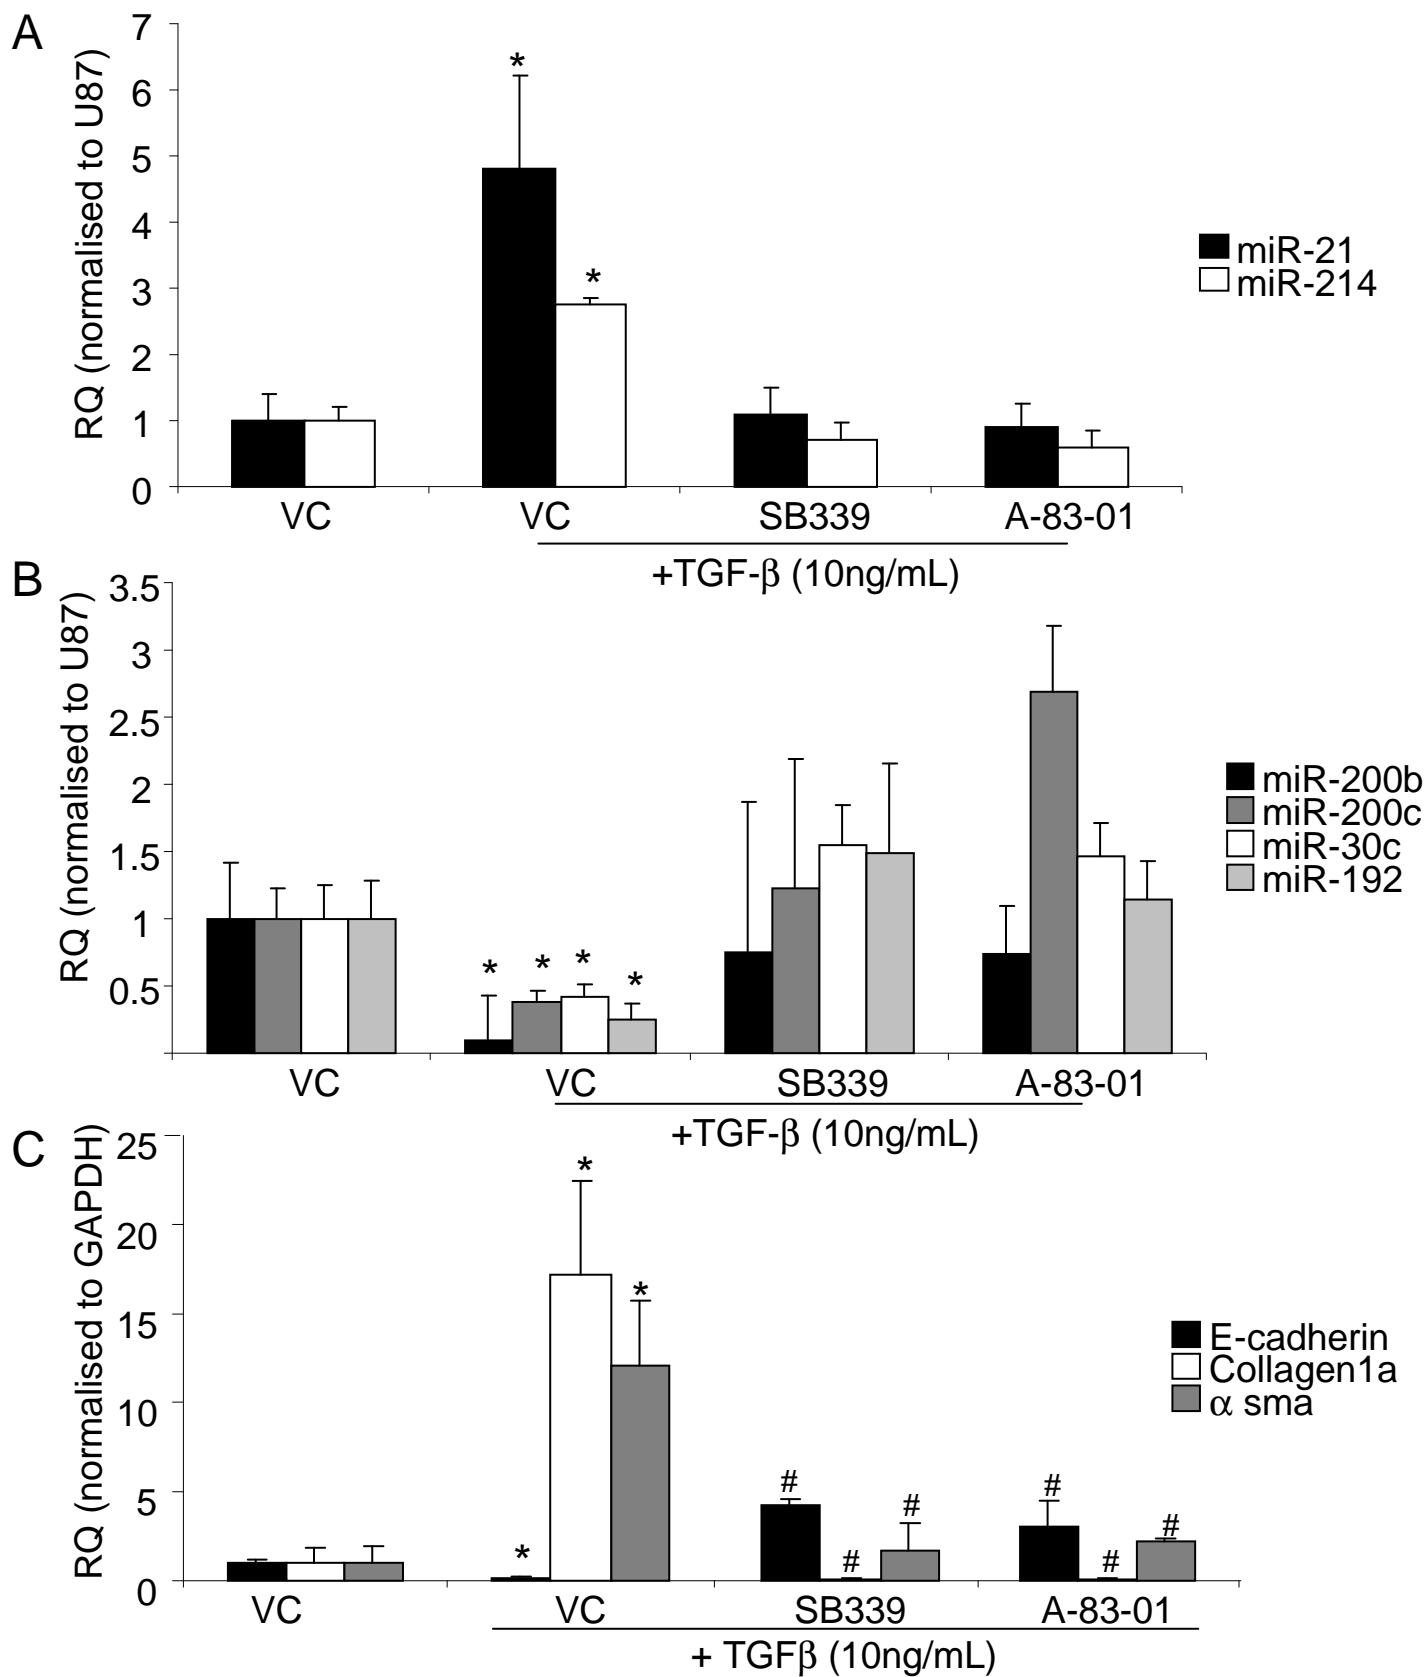 A
RQ (normalised to U87)
7
6
5
4
3
2
1
0
*
*
miR-21
miR-214
VC VC SB339 A-83-01
+TGF-β (10ng/mL)
B
RQ (normalised to U87)
3.5
3
2.5
2
1.5
1
0.5
* * * *
miR-200b
miR-200c
miR-30c
miR-192
VC VC SB339 A-83-01
+TGF-β (10ng/mL)
C
RQ (normalised to GAPDH)
25
20
15
10
5
0
* * *
# # # # # #
E-cadherin
Collagen1a
α sma
VC VC SB339 A-83-01
+ TGFβ (10ng/mL)